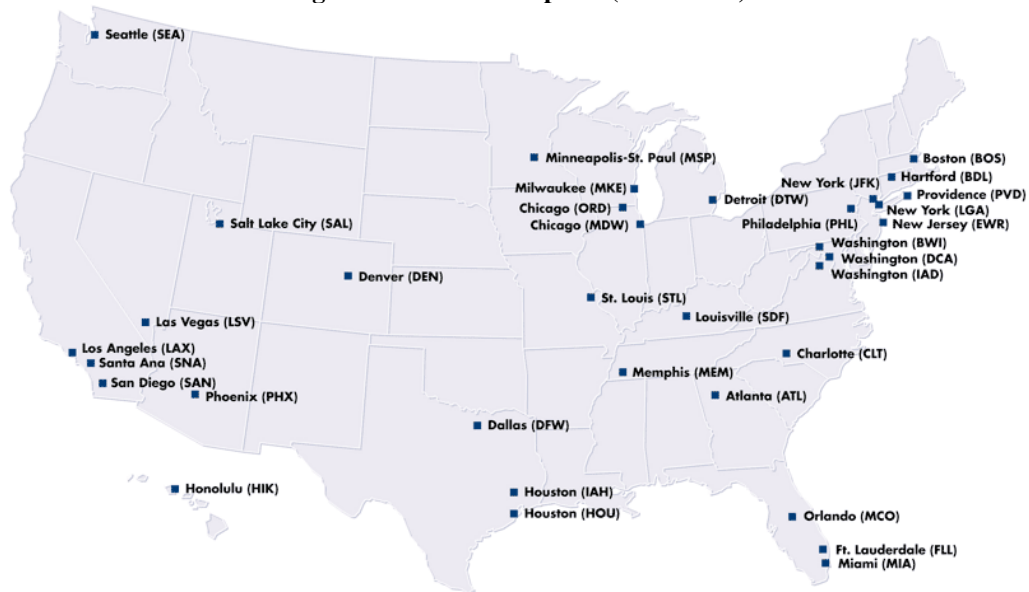 Seattle (SEA)
Minneapolis-St. Paul (MSP)
Boston (BOS)
Hartford (BDL)
New York (JFK)
Milwaukee (MKE)
Providence (PVD)
Detroit (DTW)
Chicago (ORD)
New York (LGA)
Salt Lake City (SAL)
Chicago (MDW)
Philadelphia (PHL)
New Jersey (EWR)
Washington (BWI)
Washington (DCA)
Washington (IAD)
Denver (DEN)
St. Louis (STL)
Louisville (SDF)
Las Vegas (LSV)
Los Angeles (LAX)
Santa Ana (SNA)
Charlotte (CLT)
Memphis (MEM)
San Diego (SAN)
Phoenix (PHX)
Atlanta (ATL)
Dallas (DFW)
Honolulu (HIK)
Houston (IAH)
Houston (HOU)
Orlando (MCO)
Ft. Lauderdale (FLL)
Miami (MIA)